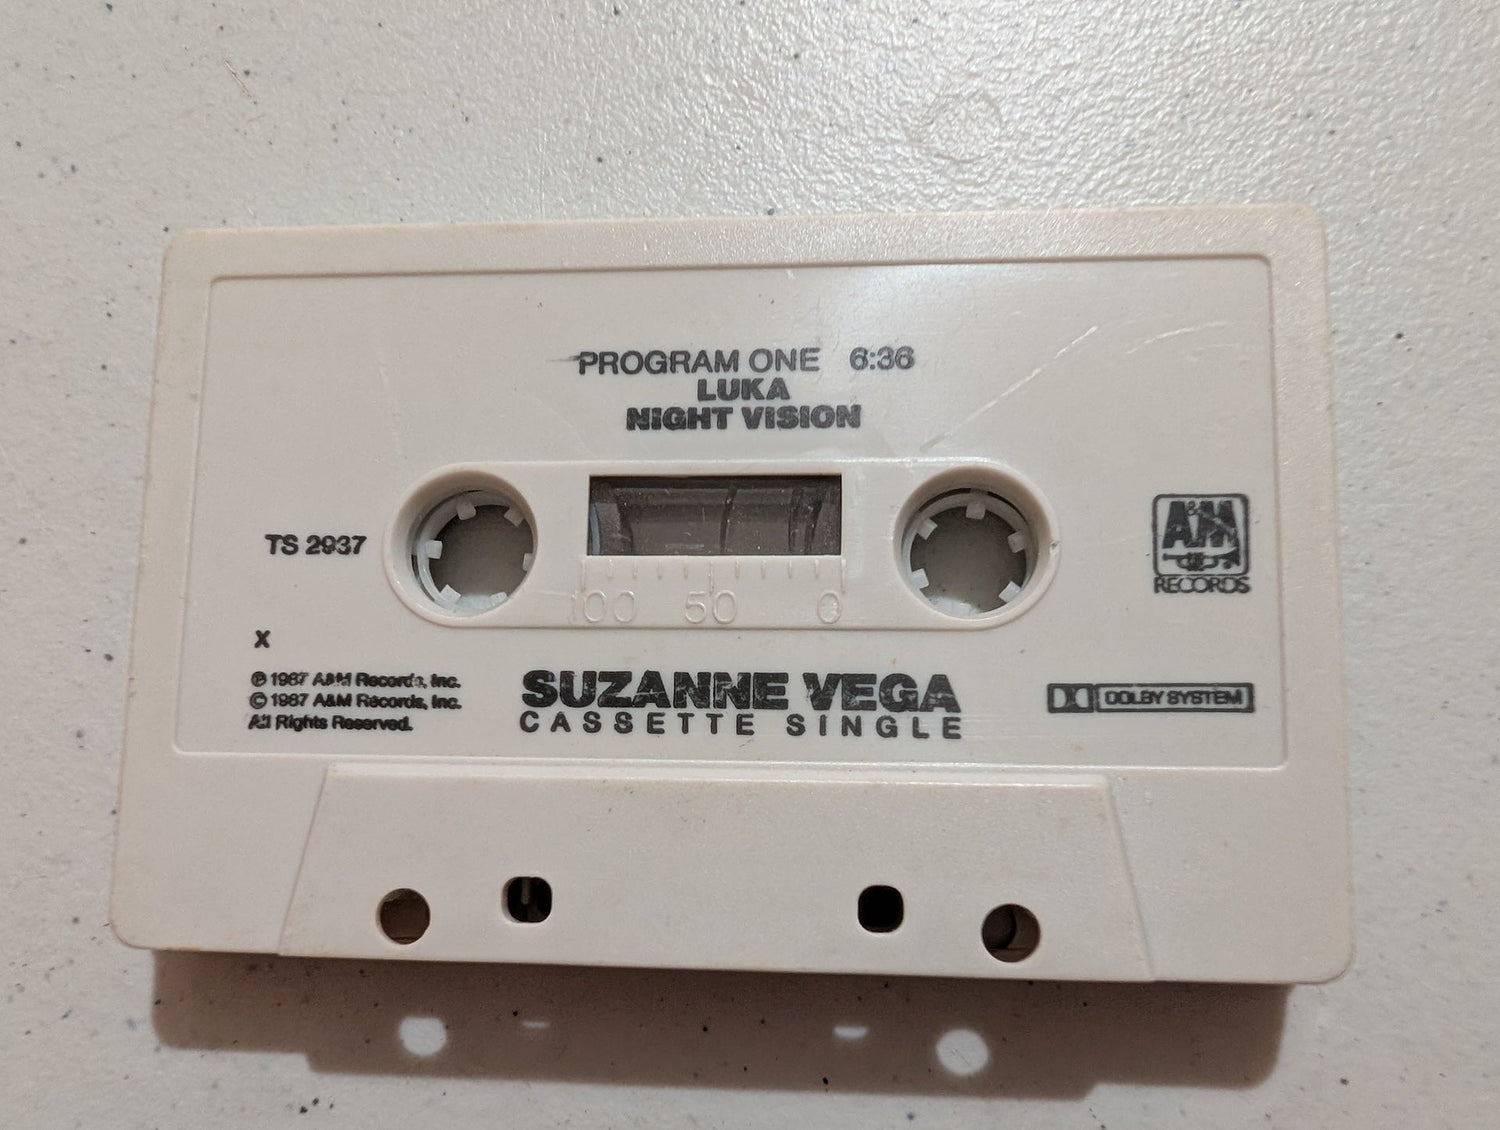 PROGRAM ONE 6:36
LUKA
NIGHT VISION
TS 2937
A&M
RECORDS
100 50 0
X
℗ 1987 A&M Records, Inc.
© 1987 A&M Records, Inc.
All Rights Reserved.
SUZANNE VEGA
CASSETTE SINGLE
DOLBY SYSTEM